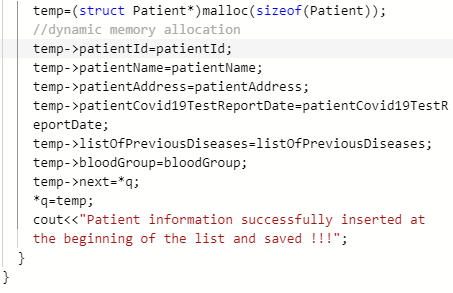 temp=(struct Patient*)malloc(sizeof(Patient));
//dynamic memory allocation
temp->patientId=patientId;
temp->patientName=patientName;
temp->patientAddress=patientAddress;
temp->patientCovid19TestReportDate=patientCovid19TestR
eportDate;
temp->listOfPreviousDiseases=listOfPreviousDiseases;
temp->bloodGroup=bloodGroup;
temp->next=*q;
*q=temp;
cout<<"Patient information successfully inserted at
the beginning of the list and saved !!!";
}
}